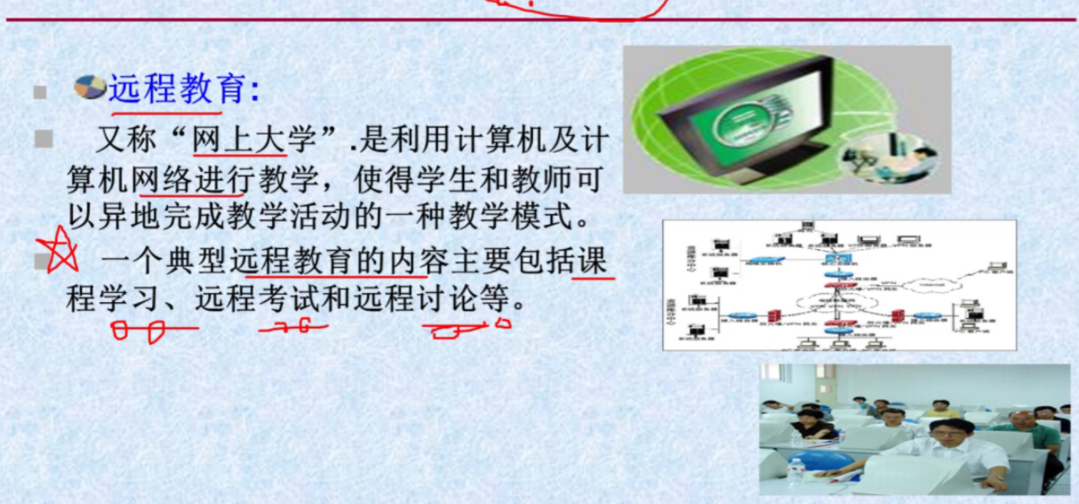 远程教育:
又称“网上大学”.是利用计算机及计
算机网络进行教学，使得学生和教师可
以异地完成教学活动的一种教学模式。
一个典型远程教育的内容主要包括课
程学习、远程考试和远程讨论等。
Internet